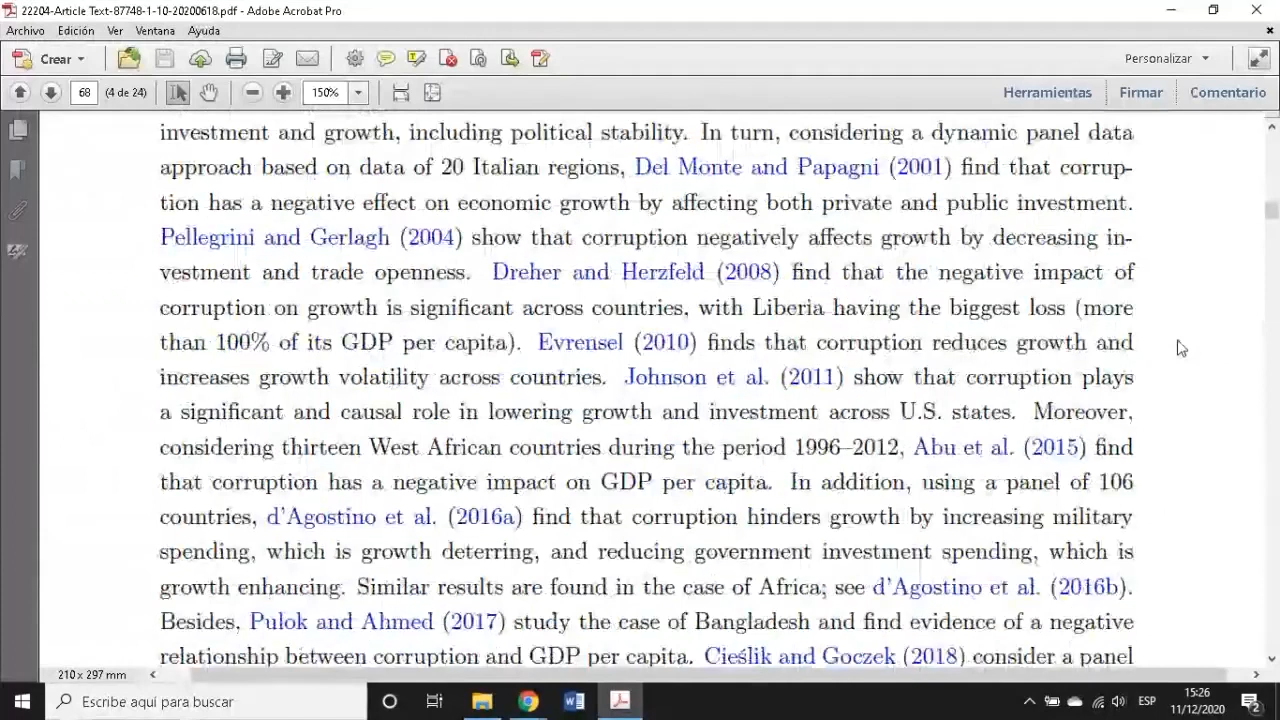 22204-Article Text-87748-1-10-20200618.pdf - Adobe Acrobat Pro
Archivo Edición Ver Ventana Ayuda
Crear
Personalizar
68 (4 de 24) 150%
Herramientas Firmar Comentario
investment and growth, including political stability. In turn, considering a dynamic panel data
approach based on data of 20 Italian regions, Del Monte and Papagni (2001) find that corrup-
tion has a negative effect on economic growth by affecting both private and public investment.
Pellegrini and Gerlagh (2004) show that corruption negatively affects growth by decreasing in-
vestment and trade openness. Dreher and Herzfeld (2008) find that the negative impact of
corruption on growth is significant across countries, with Liberia having the biggest loss (more
than 100% of its GDP per capita). Evrensel (2010) finds that corruption reduces growth and
increases growth volatility across countries. Johnson et al. (2011) show that corruption plays
a significant and causal role in lowering growth and investment across U.S. states. Moreover,
considering thirteen West African countries during the period 1996–2012, Abu et al. (2015) find
that corruption has a negative impact on GDP per capita. In addition, using a panel of 106
countries, d'Agostino et al. (2016a) find that corruption hinders growth by increasing military
spending, which is growth deterring, and reducing government investment spending, which is
growth enhancing. Similar results are found in the case of Africa; see d'Agostino et al. (2016b).
Besides, Pulok and Ahmed (2017) study the case of Bangladesh and find evidence of a negative
relationship between corruption and GDP per capita. Cieślik and Goczek (2018) consider a panel
210 x 297 mm
Escribe aquí para buscar
ESP
15:26
11/12/2020
2